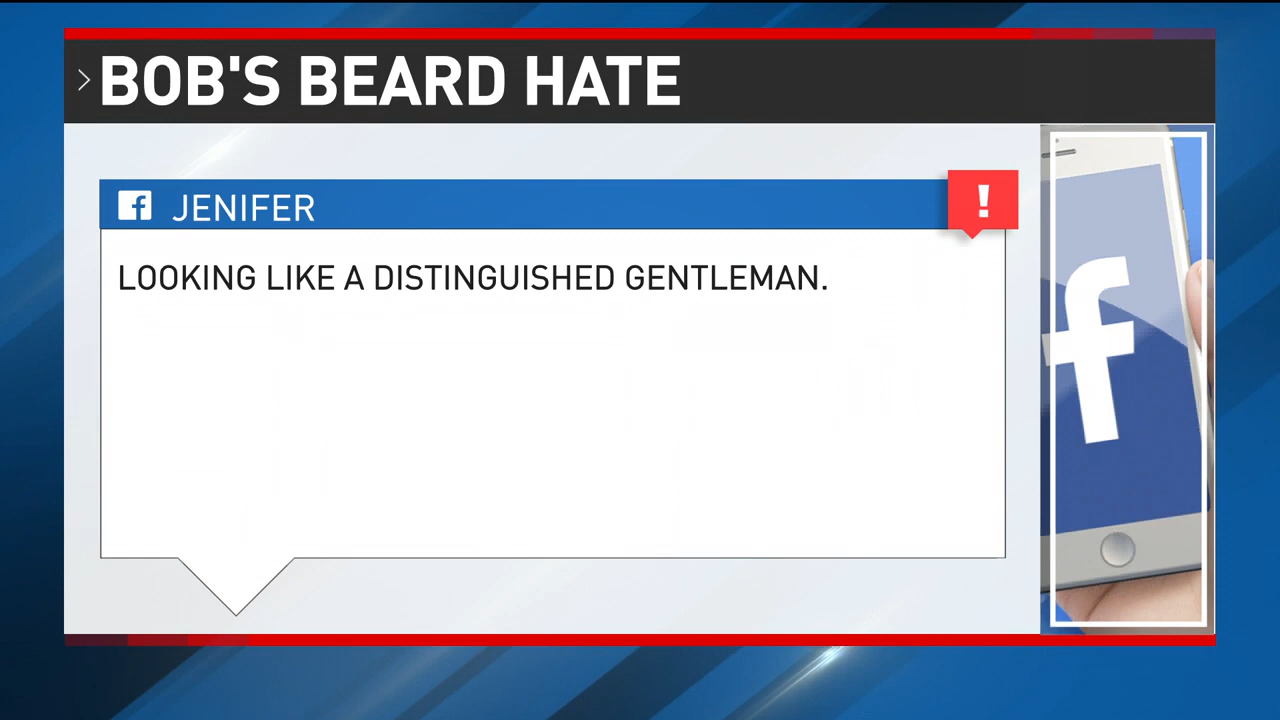 BOB'S BEARD HATE
f JENIFER
!
LOOKING LIKE A DISTINGUISHED GENTLEMAN.
f